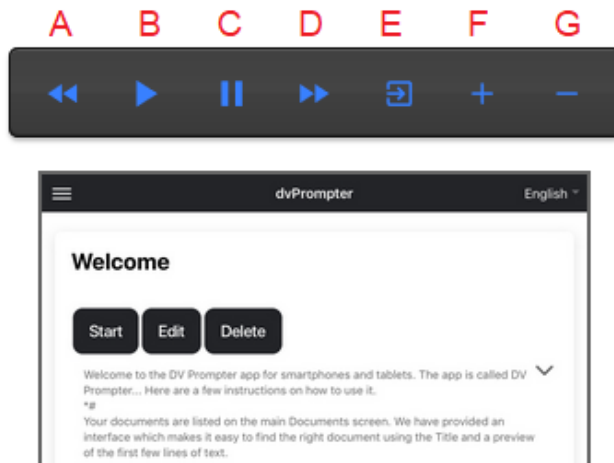 A B C D E F G
dvPrompter English
Welcome
Start Edit Delete
Welcome to the DV Prompter app for smartphones and tablets. The app is called DV
Prompter... Here are a few instructions on how to use it.
*#
Your documents are listed on the main Documents screen. We have provided an
interface which makes it easy to find the right document using the Title and a preview
of the first few lines of text.